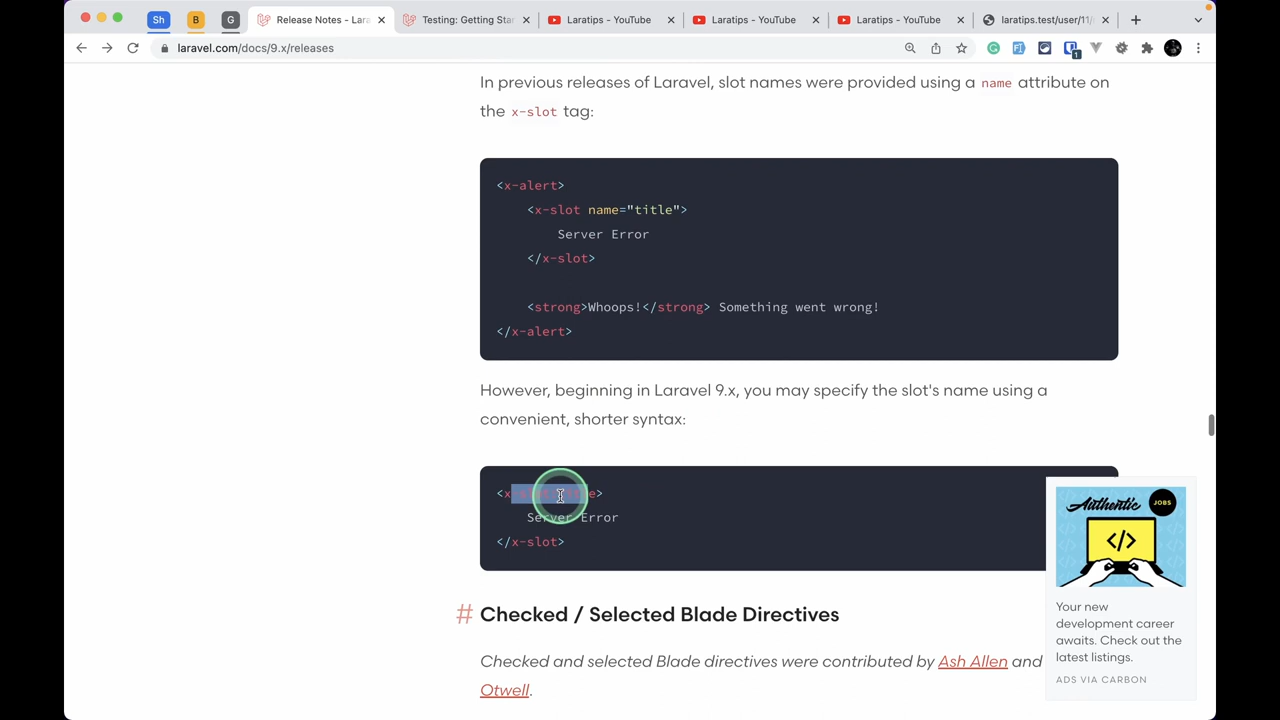 Sh
B
G
Release Notes - Lara
Testing: Getting Star
Laratips - YouTube
Laratips - YouTube
Laratips - YouTube
laratips.test/user/11/
laravel.com/docs/9.x/releases
In previous releases of Laravel, slot names were provided using a name attribute on
the x-slot tag:
<x-alert>
<x-slot name="title">
Server Error
</x-slot>
<strong>Whoops!</strong> Something went wrong!
</x-alert>
However, beginning in Laravel 9.x, you may specify the slot's name using a
convenient, shorter syntax:
<x-slot:title>
Server Error
</x-slot>
# Checked / Selected Blade Directives
Checked and selected Blade directives were contributed by Ash Allen and
Otwell.
Authentic JOBS
</>
Your new
development career
awaits. Check out the
latest listings.
ADS VIA CARBON